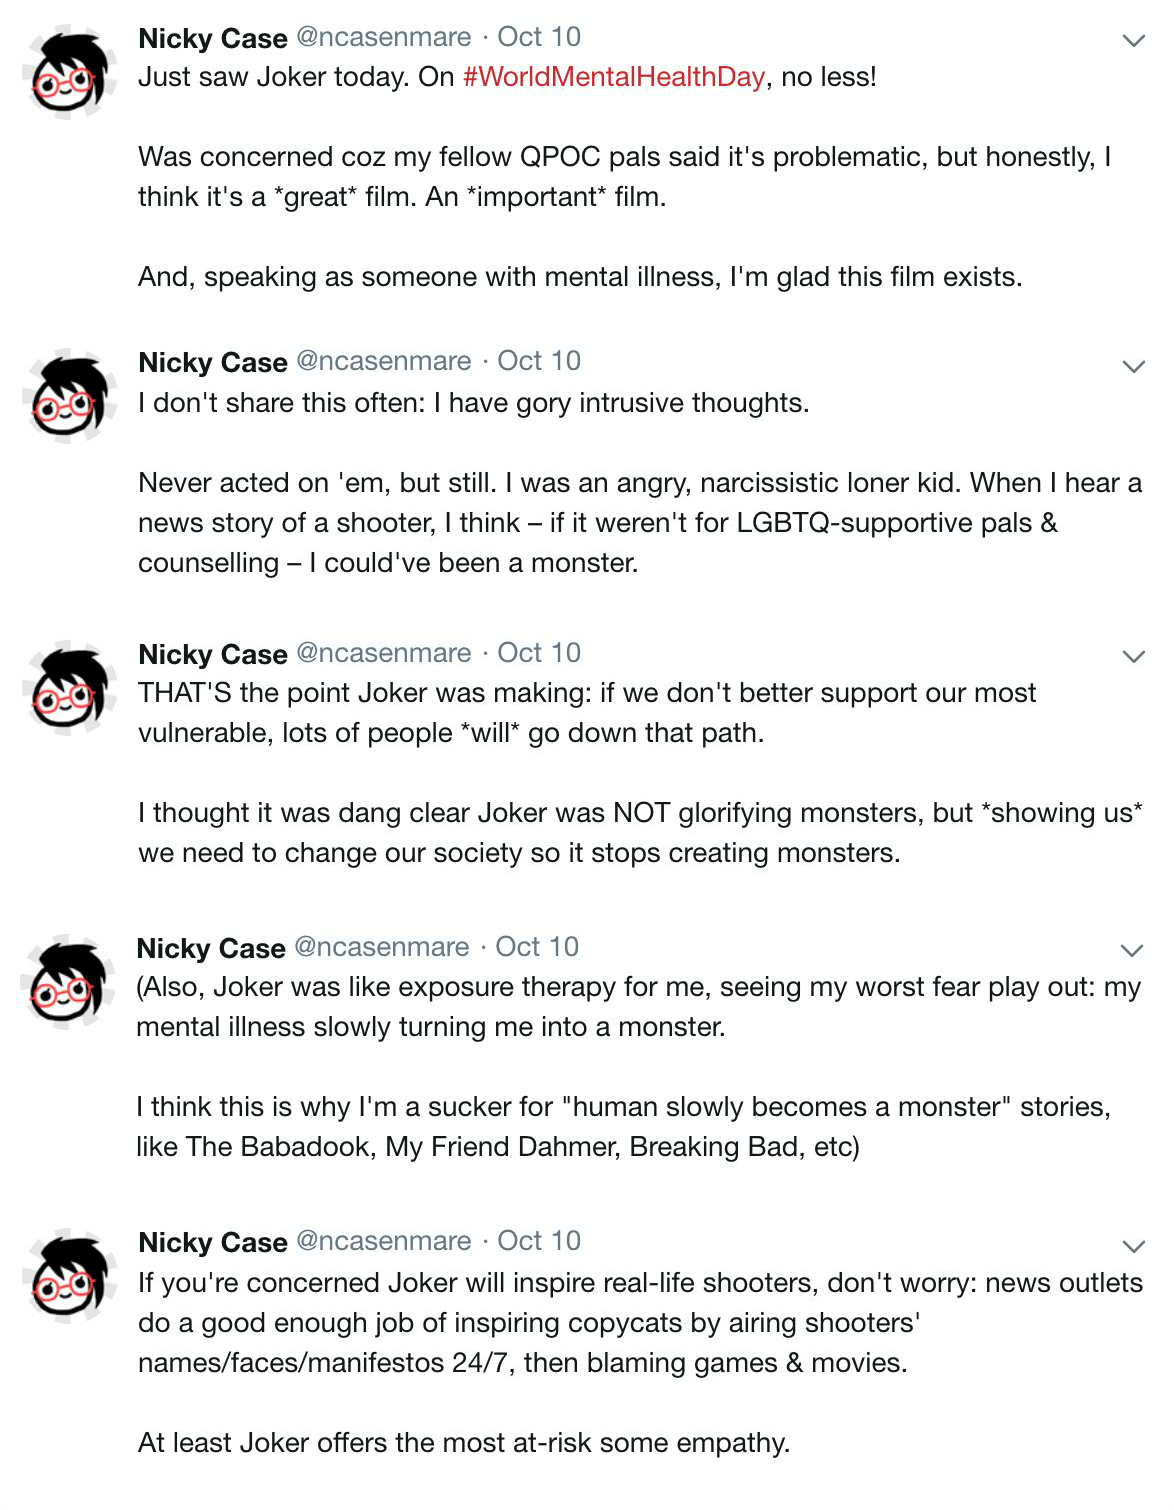 Nicky Case @ncasenmare · Oct 10
Just saw Joker today. On #WorldMentalHealthDay, no less!
Was concerned coz my fellow QPOC pals said it's problematic, but honestly, I
think it's a *great* film. An *important* film.
And, speaking as someone with mental illness, I'm glad this film exists.
Nicky Case @ncasenmare · Oct 10
I don't share this often: I have gory intrusive thoughts.
Never acted on 'em, but still. I was an angry, narcissistic loner kid. When I hear a
news story of a shooter, I think – if it weren't for LGBTQ-supportive pals &
counselling – I could've been a monster.
Nicky Case @ncasenmare · Oct 10
THAT'S the point Joker was making: if we don't better support our most
vulnerable, lots of people *will* go down that path.
I thought it was dang clear Joker was NOT glorifying monsters, but *showing us*
we need to change our society so it stops creating monsters.
Nicky Case @ncasenmare · Oct 10
(Also, Joker was like exposure therapy for me, seeing my worst fear play out: my
mental illness slowly turning me into a monster.
I think this is why I'm a sucker for "human slowly becomes a monster" stories,
like The Babadook, My Friend Dahmer, Breaking Bad, etc)
Nicky Case @ncasenmare · Oct 10
If you're concerned Joker will inspire real-life shooters, don't worry: news outlets
do a good enough job of inspiring copycats by airing shooters'
names/faces/manifestos 24/7, then blaming games & movies.
At least Joker offers the most at-risk some empathy.